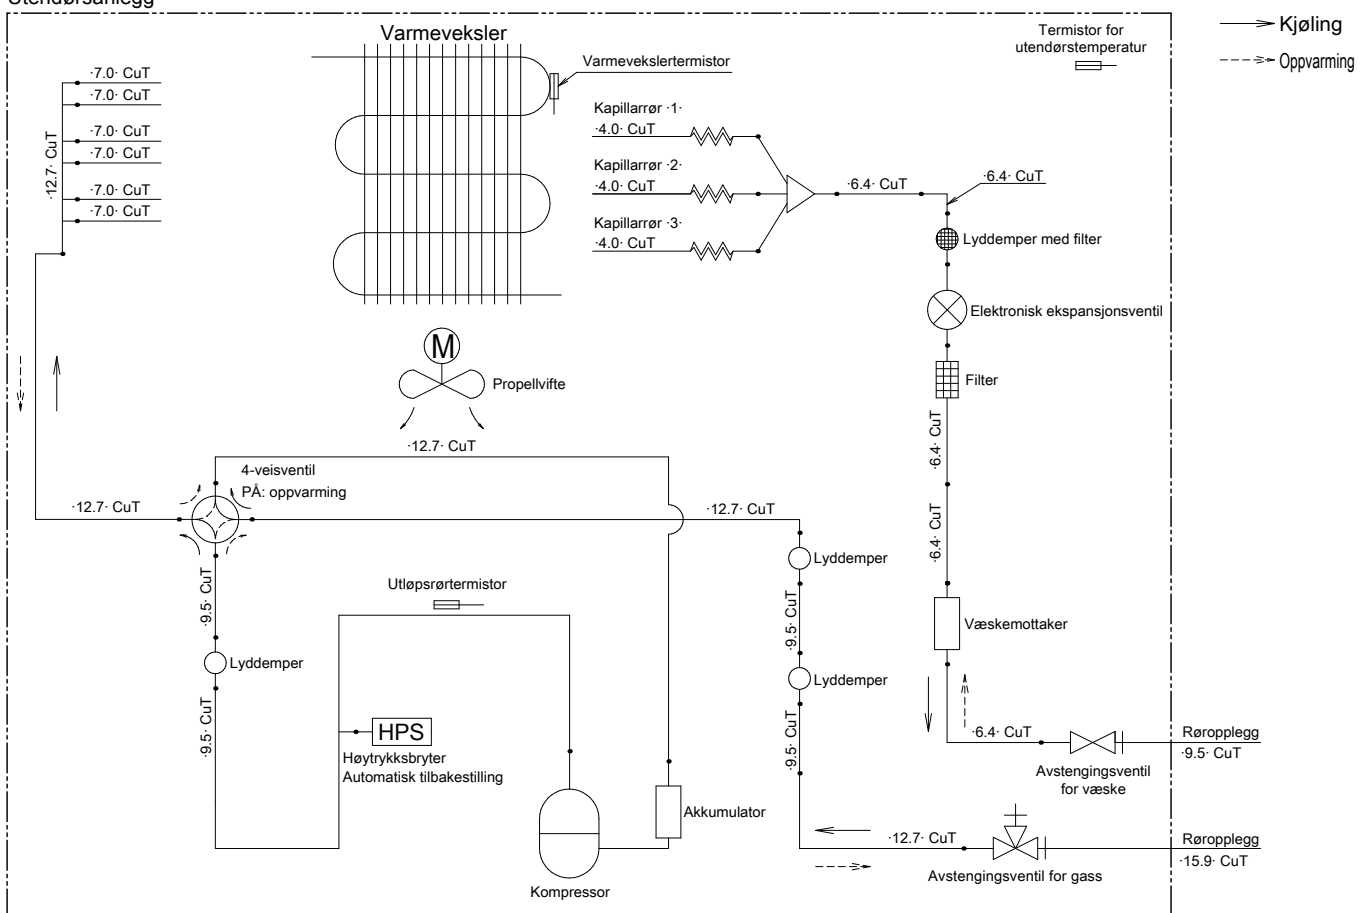 Utendørsanlegg
Kjøling
Oppvarming
Varmeveksler
Varmevekslertermistor
Termistor for
utendørstemperatur
·7.0· CuT
·7.0· CuT
·7.0· CuT
·7.0· CuT
·7.0· CuT
·7.0· CuT
·12.7· CuT
Kapillarrør ·1·
·4.0· CuT
Kapillarrør ·2·
·4.0· CuT
Kapillarrør ·3·
·4.0· CuT
·6.4· CuT
·6.4· CuT
Lyddemper med filter
Elektronisk ekspansjonsventil
Filter
·6.4· CuT
·6.4· CuT
Væskemottaker
M
Propellvifte
·12.7· CuT
4-veisventil
PÅ: oppvarming
·12.7· CuT
·12.7· CuT
Lyddemper
·9.5· CuT
Lyddemper
·9.5· CuT
·9.5· CuT
Lyddemper
·9.5· CuT
Utløpsrørtermistor
HPS
Høytrykksbryter
Automatisk tilbakestilling
Kompressor
Akkumulator
·6.4· CuT
Avstengingsventil
for væske
Røropplegg
·9.5· CuT
·12.7· CuT
Avstengingsventil for gass
Røropplegg
·15.9· CuT